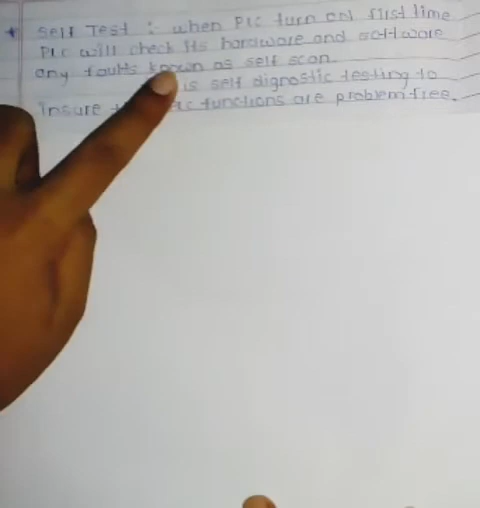 * Self Test : when PLC turn ON first time
PLC will check its hardware and software
any faults known as self scan.
is self dignostic testing to
insure functions are problem free.